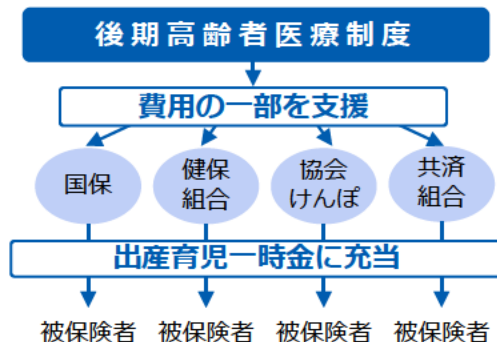 後期高齢者医療制度
費用の一部を支援
国保
健保
組合
協会
けんぽ
共済
組合
出産育児一時金に充当
被保険者 被保険者 被保険者 被保険者